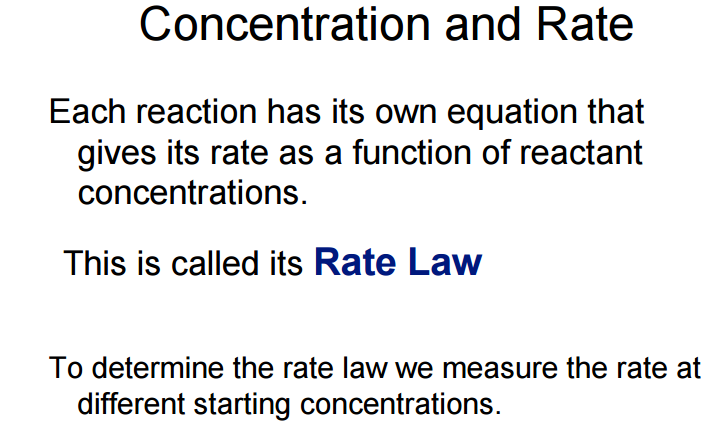 Concentration and Rate
Each reaction has its own equation that
gives its rate as a function of reactant
concentrations.
This is called its Rate Law
To determine the rate law we measure the rate at
different starting concentrations.